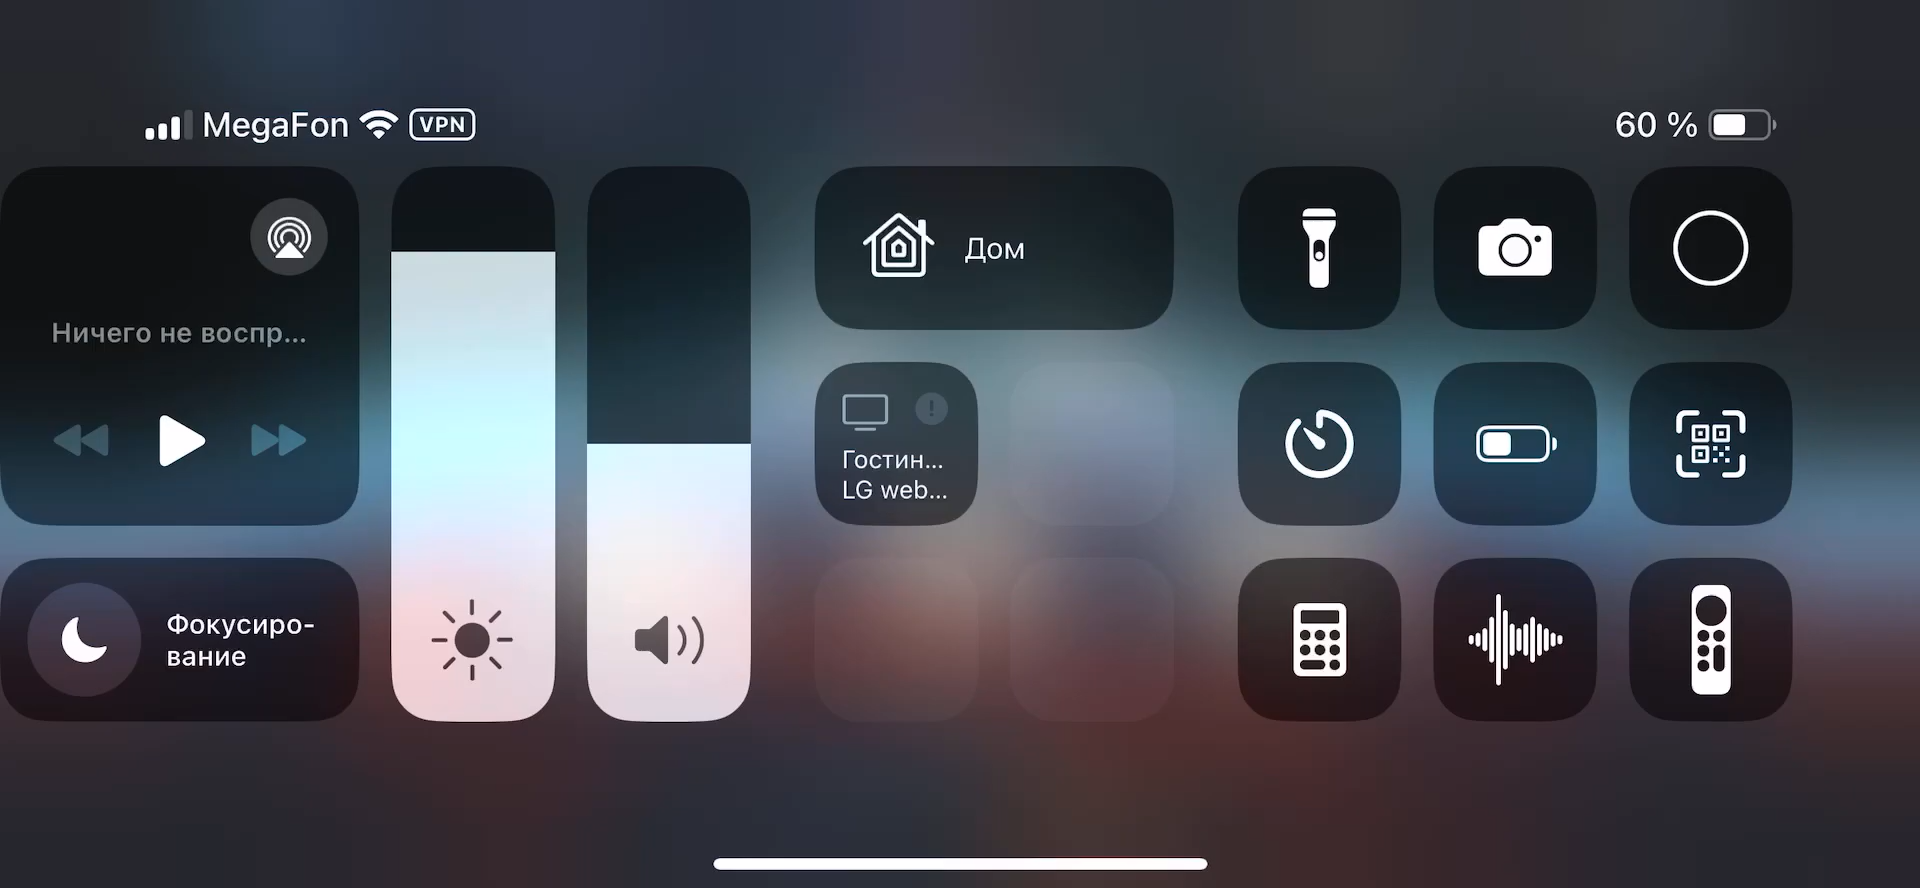 MegaFon VPN
60 %
Ничего не воспр...
Фокусиро-
вание
Дом
Гостин...
LG web...